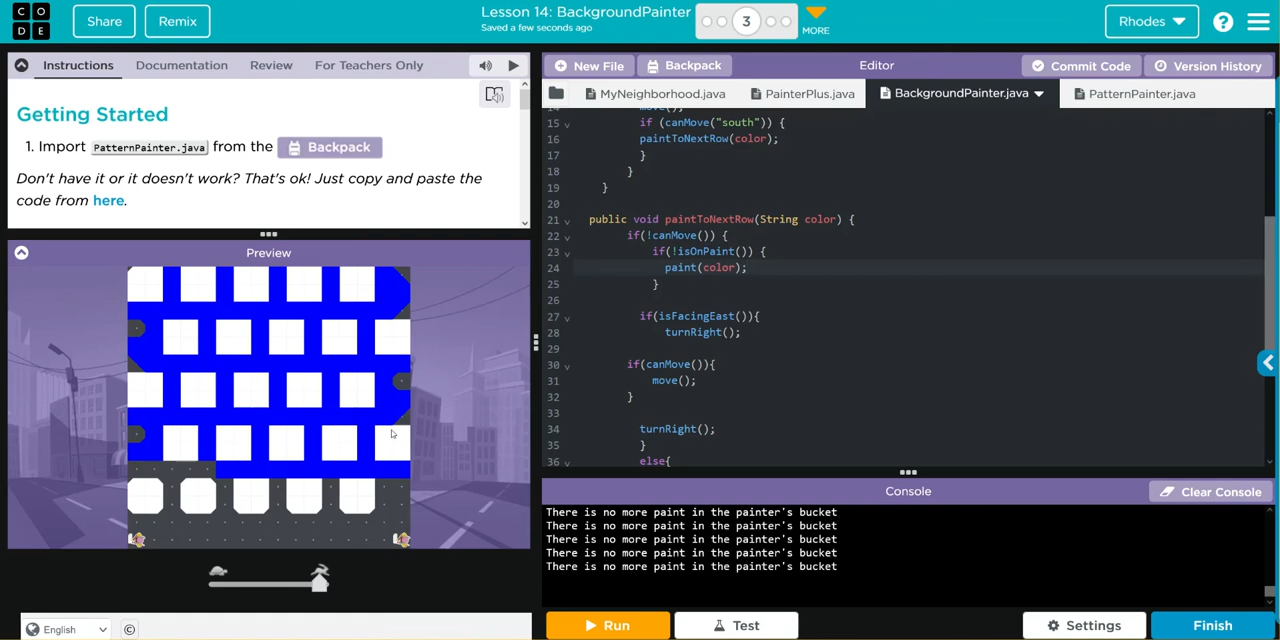 C O
D E
Share
Remix
Lesson 14: BackgroundPainter
Saved a few seconds ago
3
MORE
Rhodes
?
Instructions
Documentation
Review
For Teachers Only
New File
Backpack
Editor
Commit Code
Version History
MyNeighborhood.java
PainterPlus.java
BackgroundPainter.java
PatternPainter.java
Getting Started
1. Import PatternPainter.java from the Backpack
Don't have it or it doesn't work? That's ok! Just copy and paste the
code from here.
Preview
14 move();
15 if (canMove("south")) {
16 paintToNextRow(color);
17 }
18 }
19 }
20
21 public void paintToNextRow(String color) {
22 if(!canMove()) {
23 if(!isOnPaint()) {
24 paint(color);
25 }
26
27 if(isFacingEast()){
28 turnRight();
29
30 if(canMove()){
31 move();
32 }
33
34 turnRight();
35 }
36 else{
Console
Clear Console
There is no more paint in the painter's bucket
There is no more paint in the painter's bucket
There is no more paint in the painter's bucket
There is no more paint in the painter's bucket
There is no more paint in the painter's bucket
English
©
Run
Test
Settings
Finish